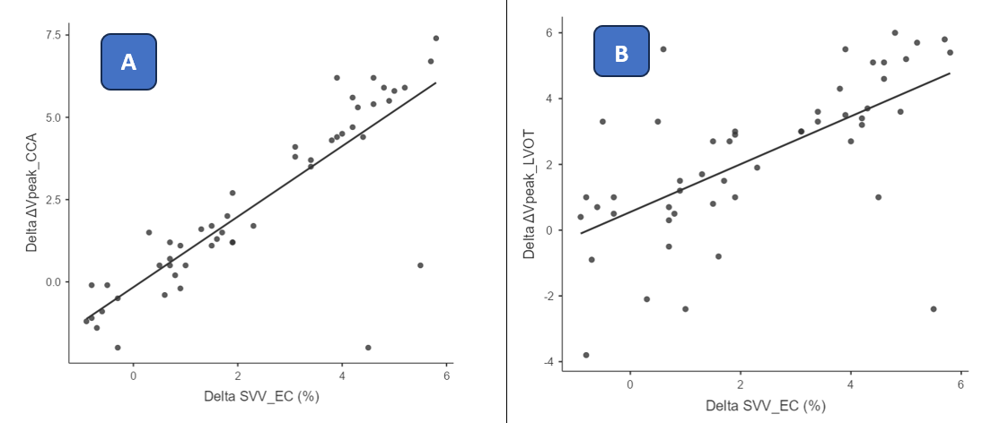 A
7.5
5.0
2.5
0.0
0 2 4 6
Delta ΔVpeak_CCA
Delta SVV_EC (%)
B
6
4
2
0
-2
-4
0 2 4 6
Delta ΔVpeak_LVOT
Delta SVV_EC (%)